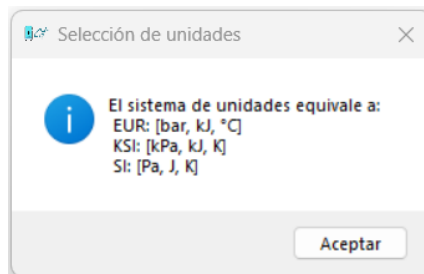 Selección de unidades
El sistema de unidades equivale a:
EUR: [bar, kJ, °C]
KSI: [kPa, kJ, K]
SI: [Pa, J, K]
Aceptar